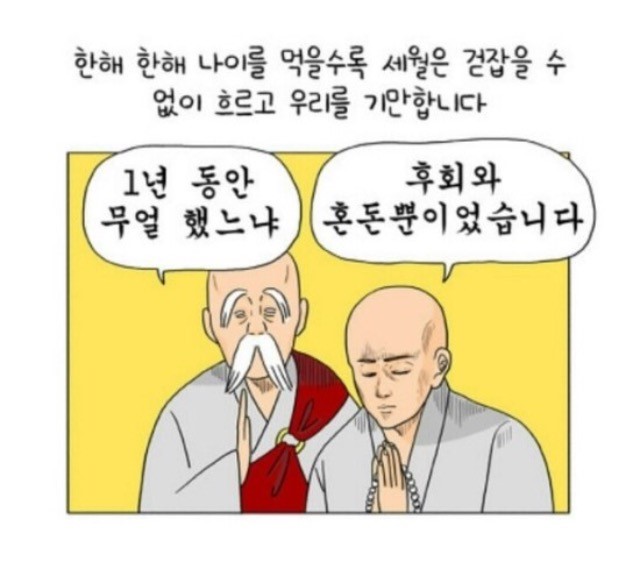 한해 한해 나이를 먹을수록 세월은 걷잡을 수
없이 흐르고 우리를 기만합니다
1년 동안
무얼 했느냐
후회와
혼돈뿐이었습니다